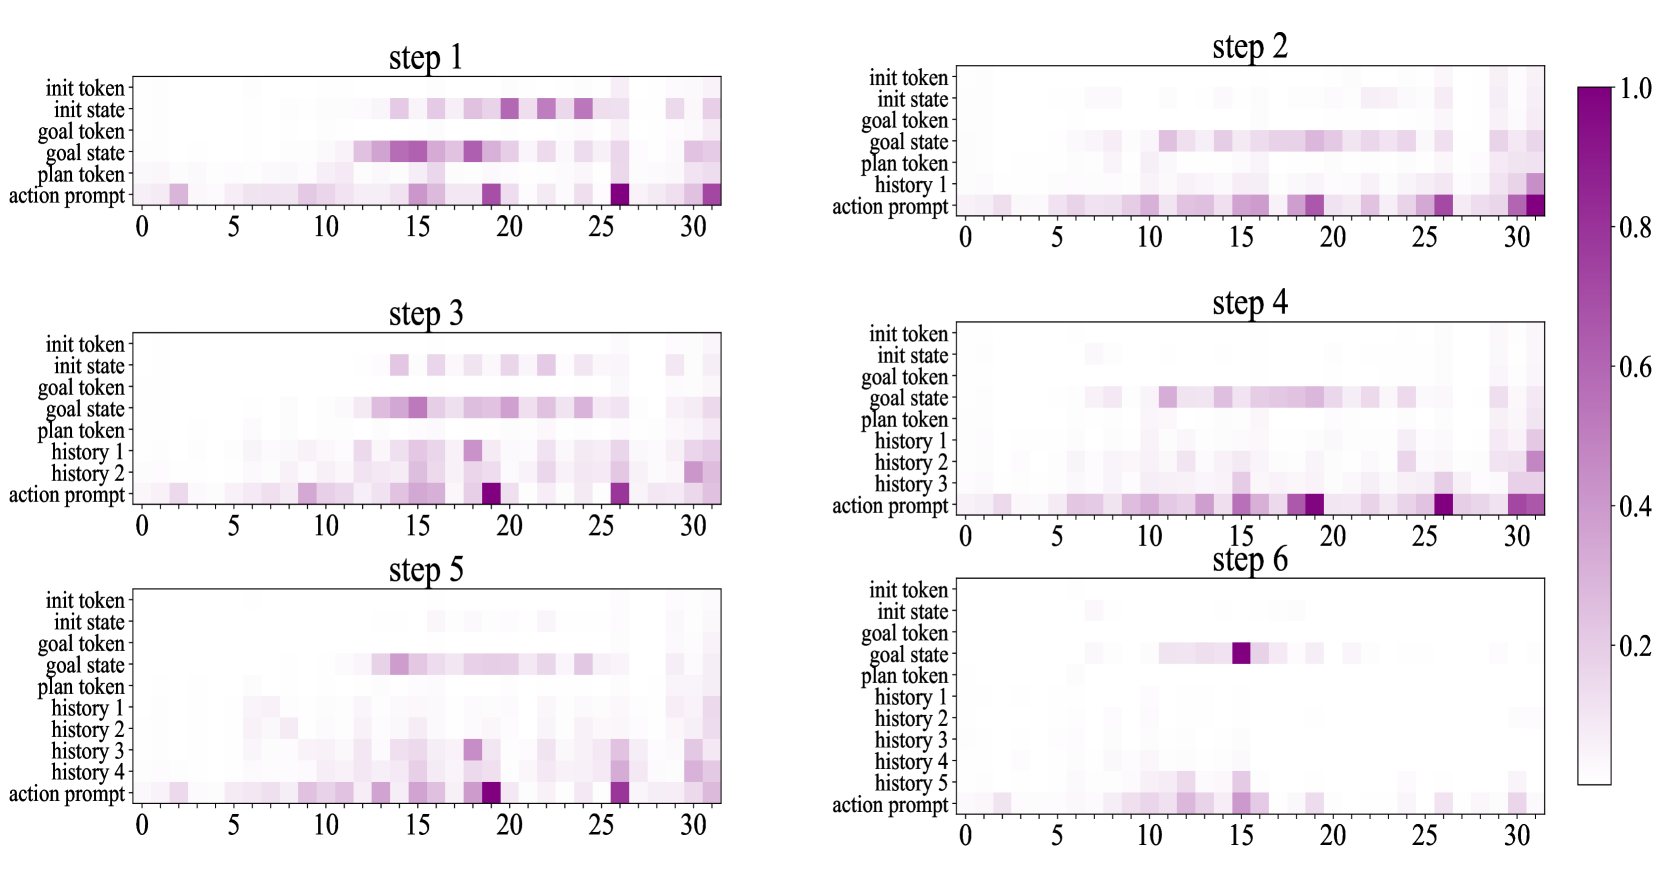 step 1
init token
init state
goal token
goal state
plan token
action prompt
0 5 10 15 20 25 30
step 2
init token
init state
goal token
goal state
plan token
history 1
action prompt
0 5 10 15 20 25 30
step 3
init token
init state
goal token
goal state
plan token
history 1
history 2
action prompt
0 5 10 15 20 25 30
step 4
init token
init state
goal token
goal state
plan token
history 1
history 2
history 3
action prompt
0 5 10 15 20 25 30
step 5
init token
init state
goal token
goal state
plan token
history 1
history 2
history 3
history 4
action prompt
0 5 10 15 20 25 30
step 6
init token
init state
goal token
goal state
plan token
history 1
history 2
history 3
history 4
history 5
action prompt
0 5 10 15 20 25 30
1.0
0.8
0.6
0.4
0.2